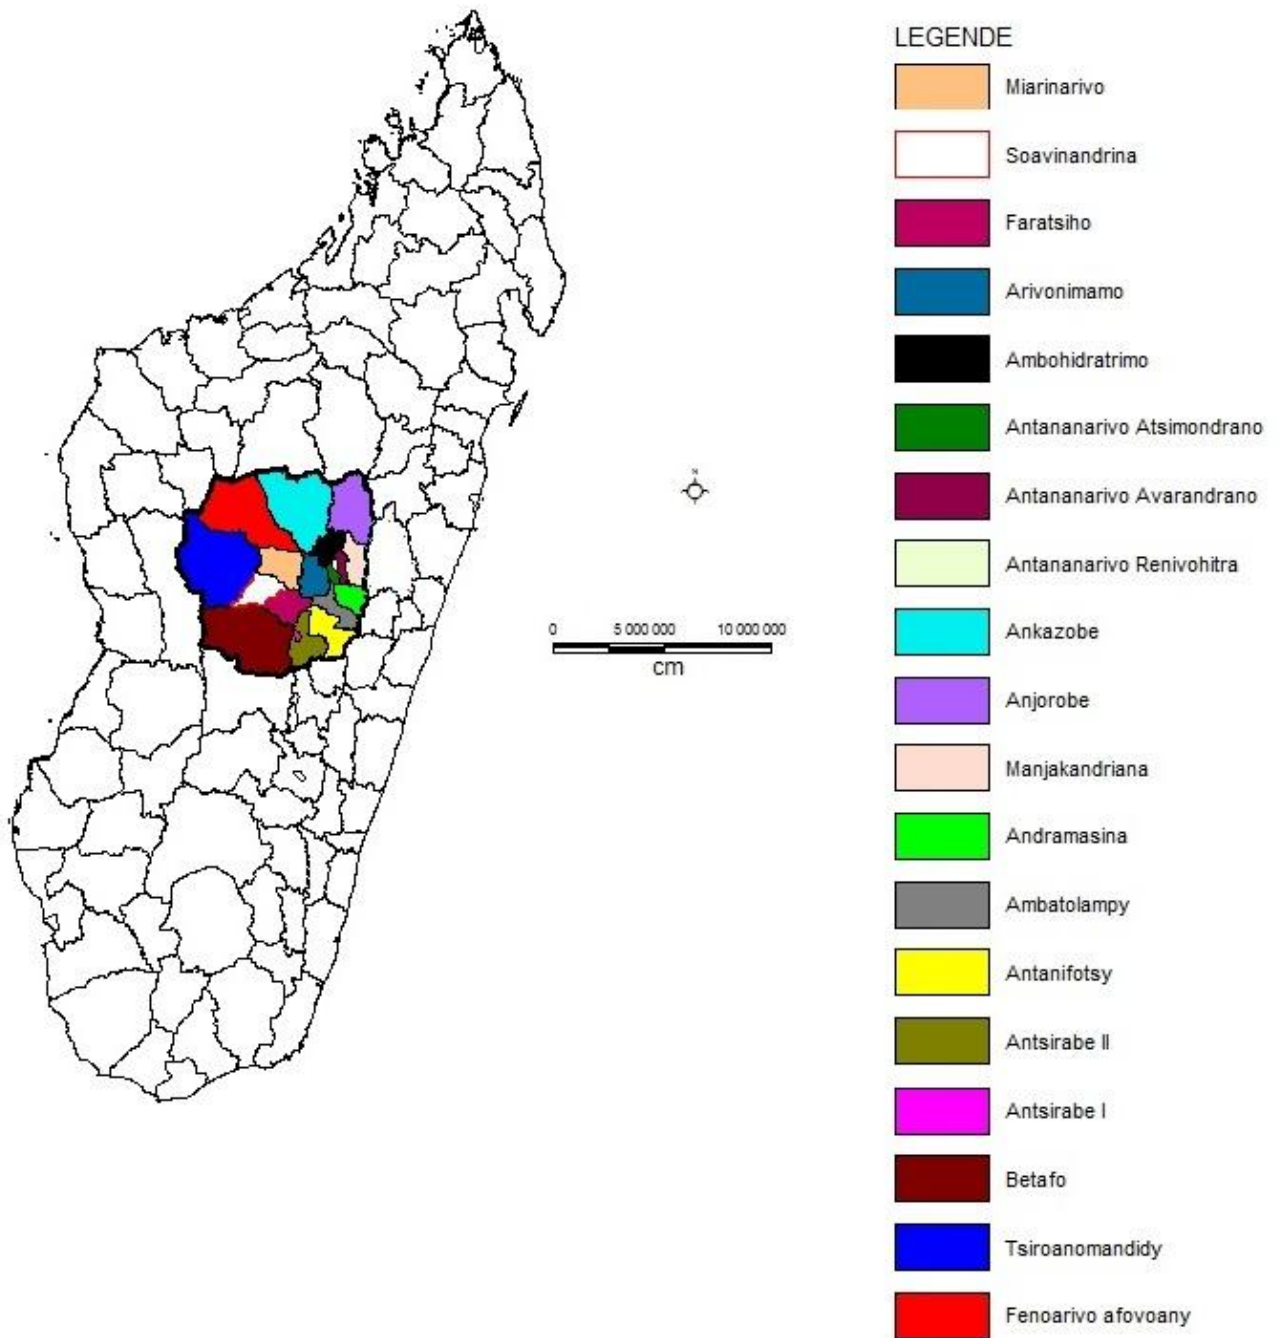 LEGENDE
Miarinarivo
Soavinandrina
Faratsiho
Arivonimamo
Ambohidratrimo
Antananarivo Atsimondrano
Antananarivo Avarandrano
Antananarivo Renivohitra
Ankazobe
Anjorobe
Manjakandriana
Andramasina
Ambatolampy
Antanifotsy
Antsirabe II
Antsirabe I
Betafo
Tsiroanomandidy
Fenoarivo afovoany
N
0 5 000 000 10 000 000
cm